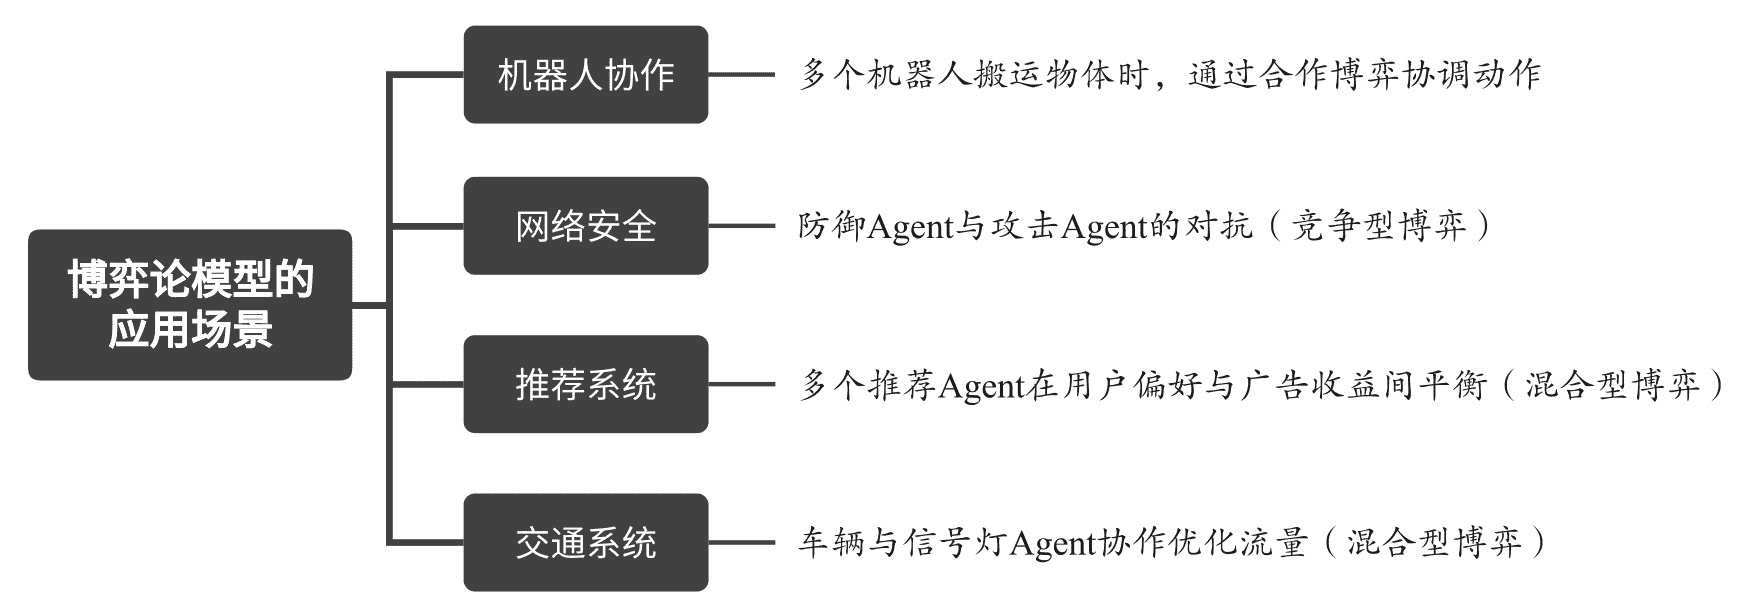 博弈论模型的
应用场景
机器人协作
多个机器人搬运物体时，通过合作博弈协调动作
网络安全
防御Agent与攻击Agent的对抗（竞争型博弈）
推荐系统
多个推荐Agent在用户偏好与广告收益间平衡（混合型博弈）
交通系统
车辆与信号灯Agent协作优化流量（混合型博弈）